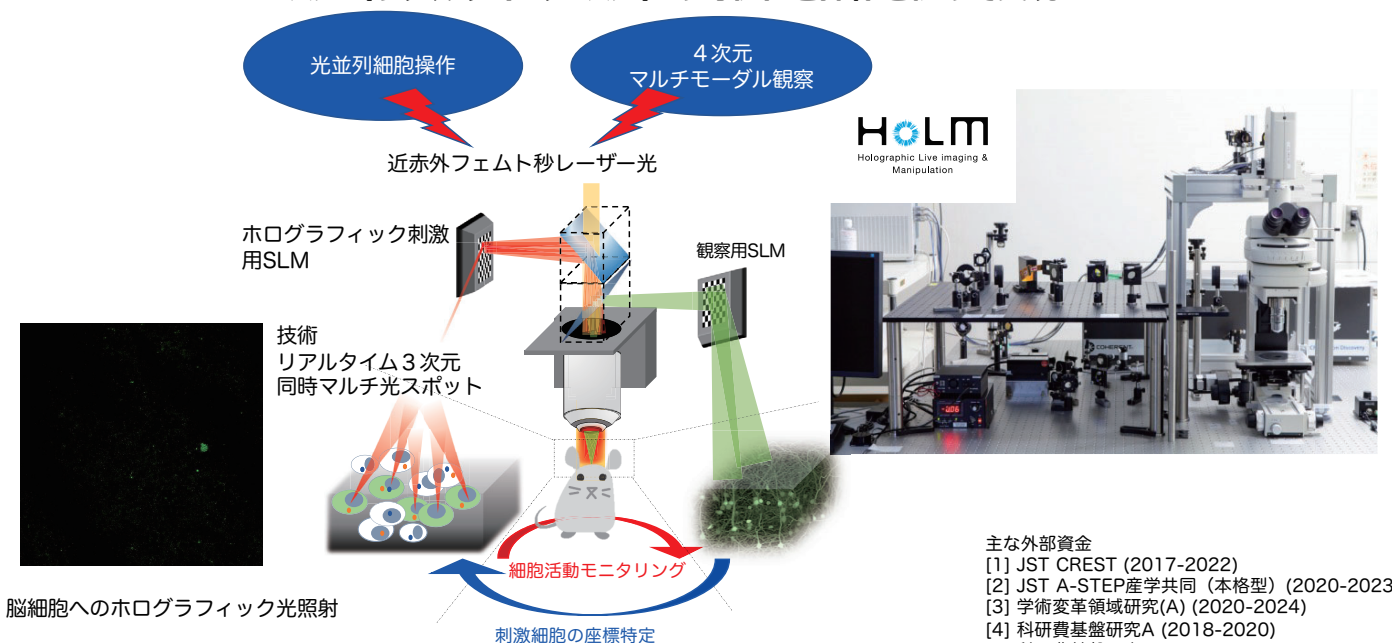 光並列細胞操作
４次元
マルチモーダル観察
近赤外フェムト秒レーザー光
HOLM
Holographic Live imaging &
Manipulation
ホログラフィック刺激
用SLM
観察用SLM
技術
リアルタイム３次元
同時マルチ光スポット
COHERENT
Discovery
細胞活動モニタリング
脳細胞へのホログラフィック光照射
刺激細胞の座標特定
主な外部資金
[1] JST CREST (2017-2022)
[2] JST A-STEP産学共同（本格型）(2020-2023
[3] 学術変革領域研究(A) (2020-2024)
[4] 科研費基盤研究A (2018-2020)